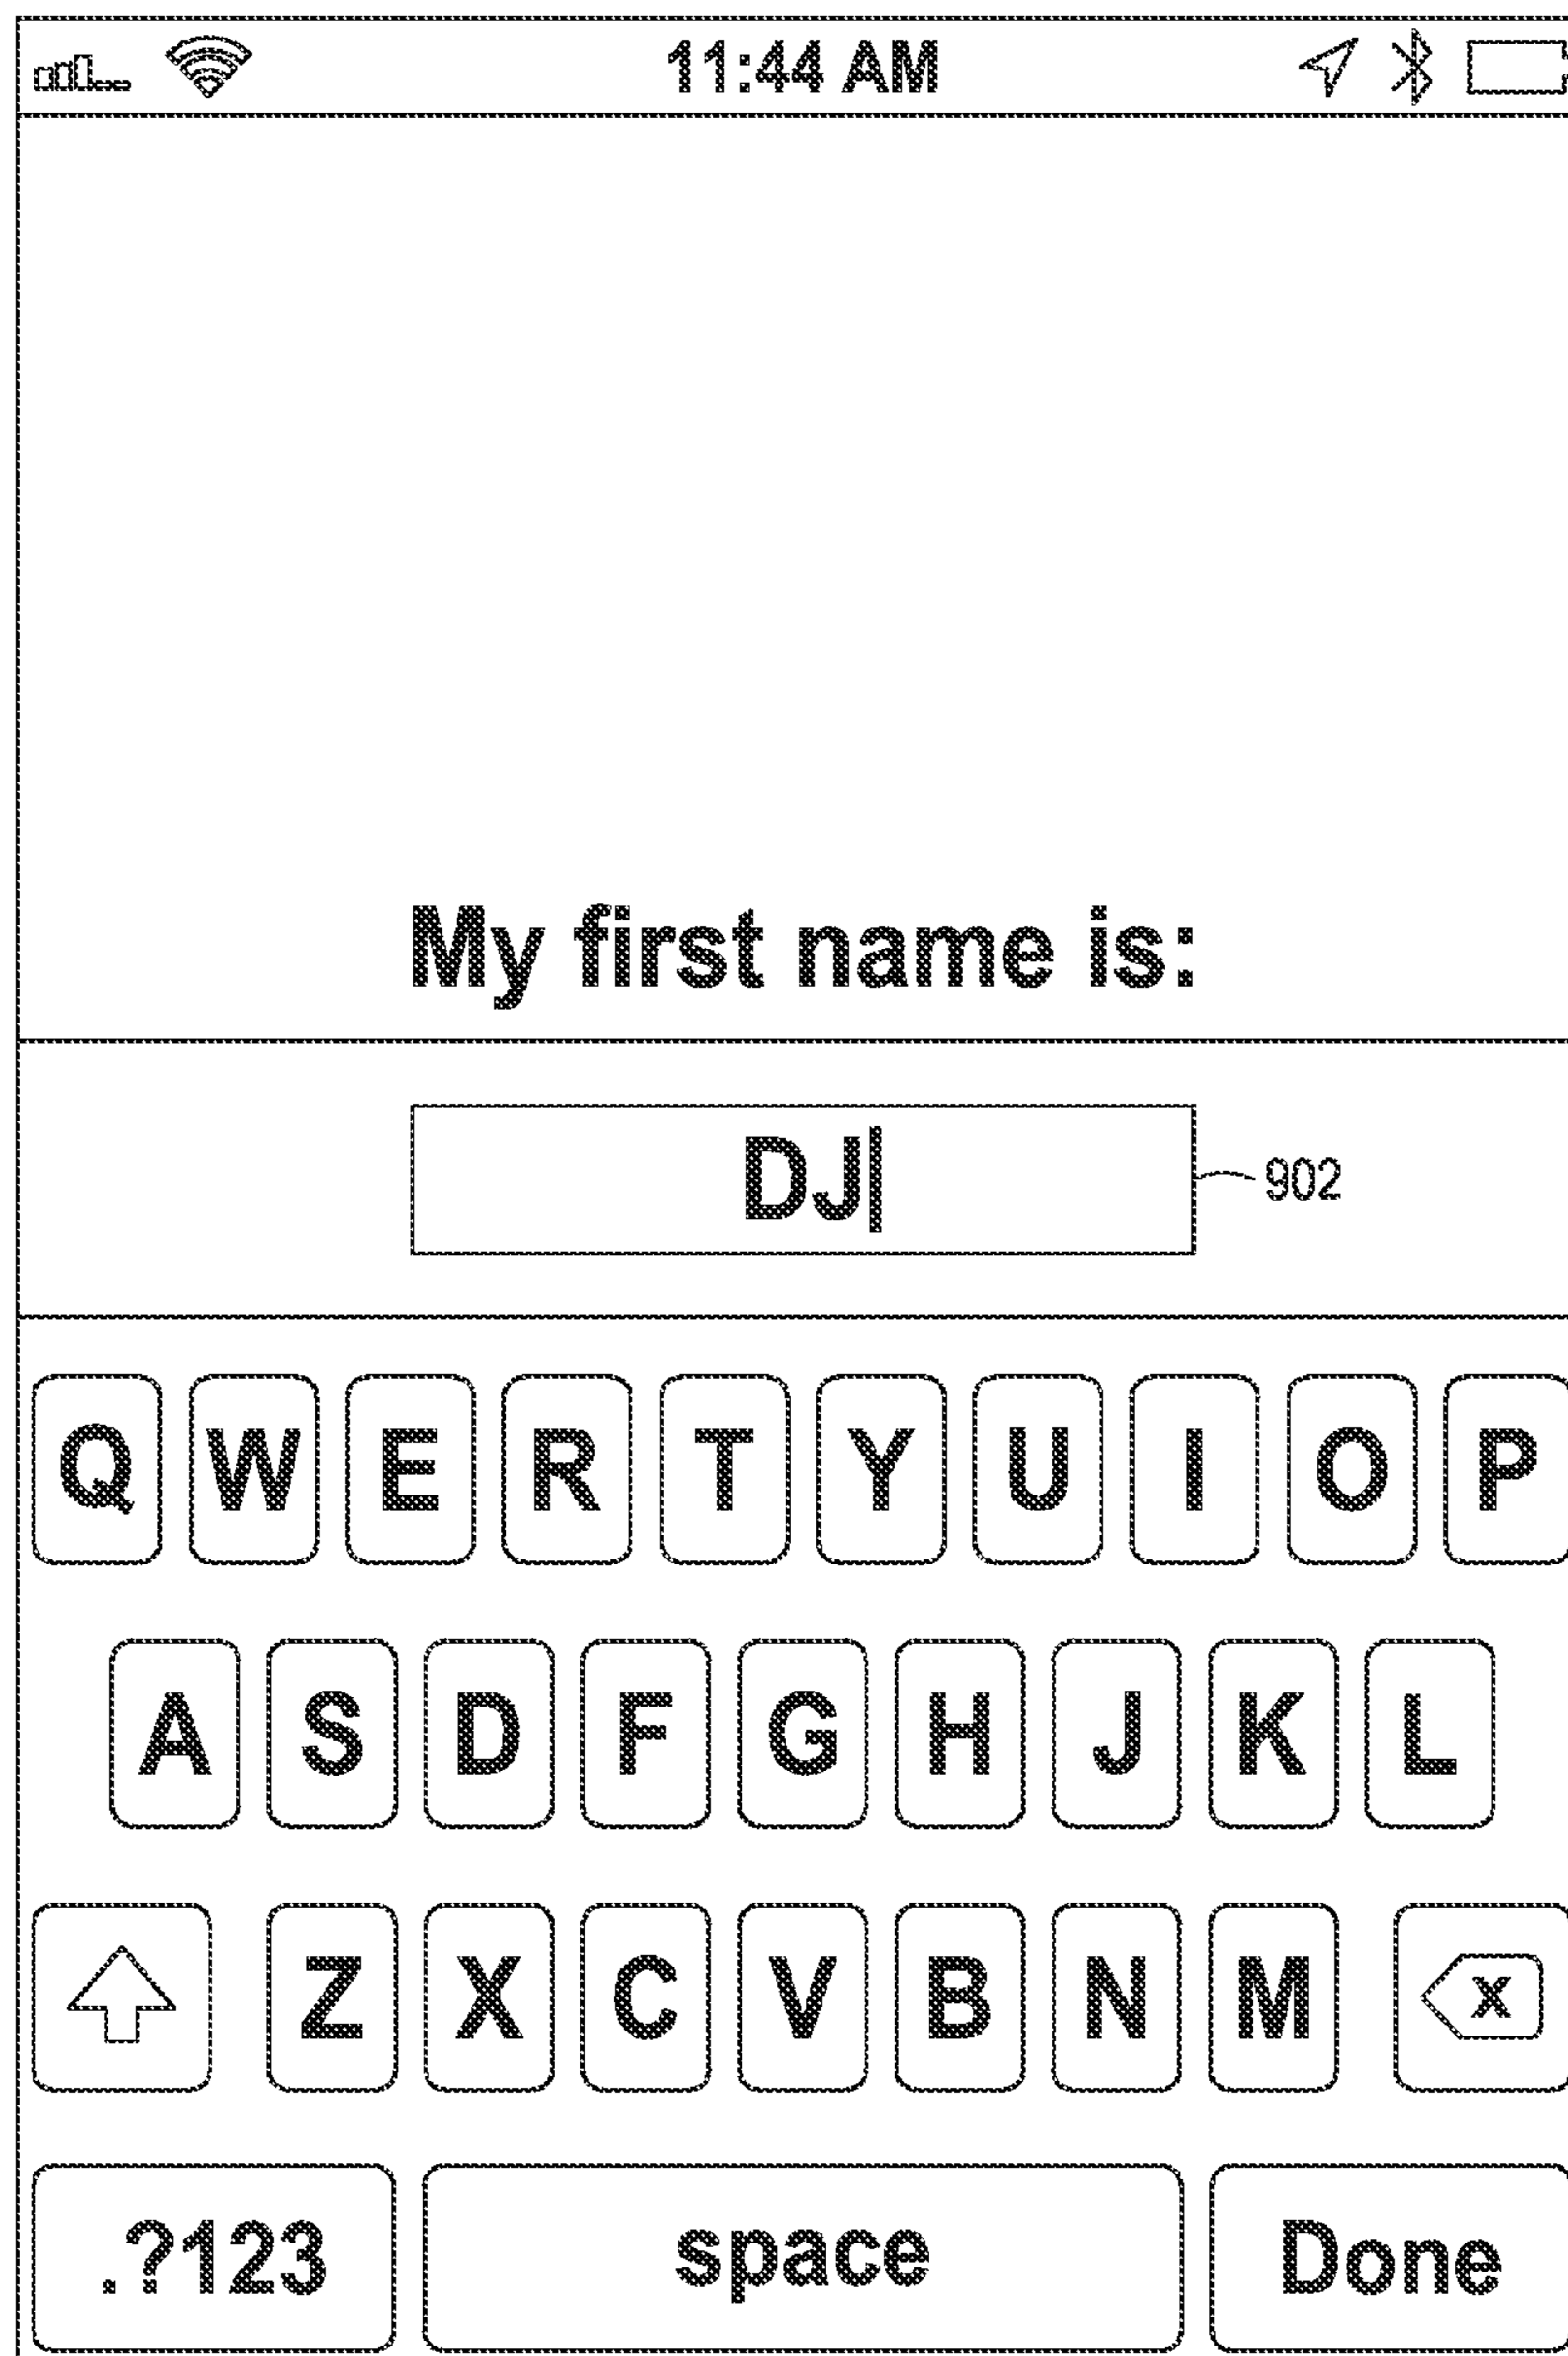 11:44 AM
My first name is:
DJ
902
Q W E R T Y U I O P
A S D F G H J K L
Z X C V B N M X
.?123 space Done